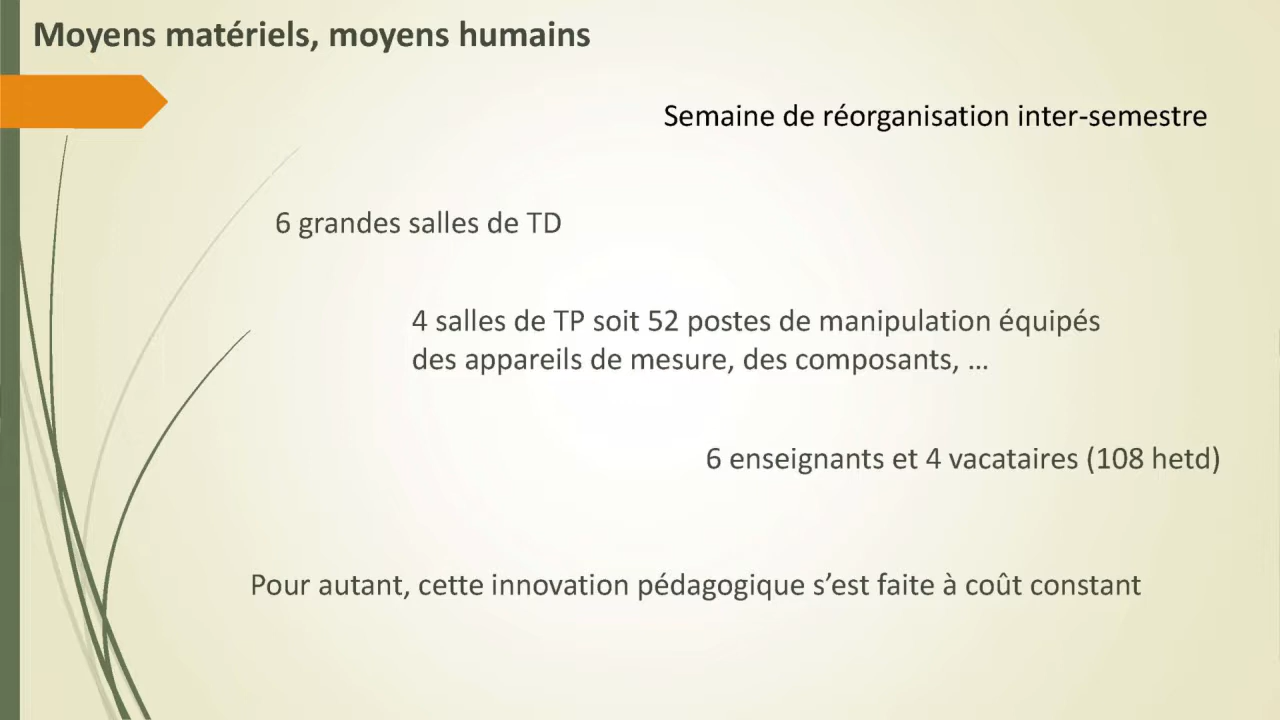 Moyens matériels, moyens humains
Semaine de réorganisation inter-semestre
6 grandes salles de TD
4 salles de TP soit 52 postes de manipulation équipés
des appareils de mesure, des composants, …
6 enseignants et 4 vacataires (108 hetd)
Pour autant, cette innovation pédagogique s’est faite à coût constant